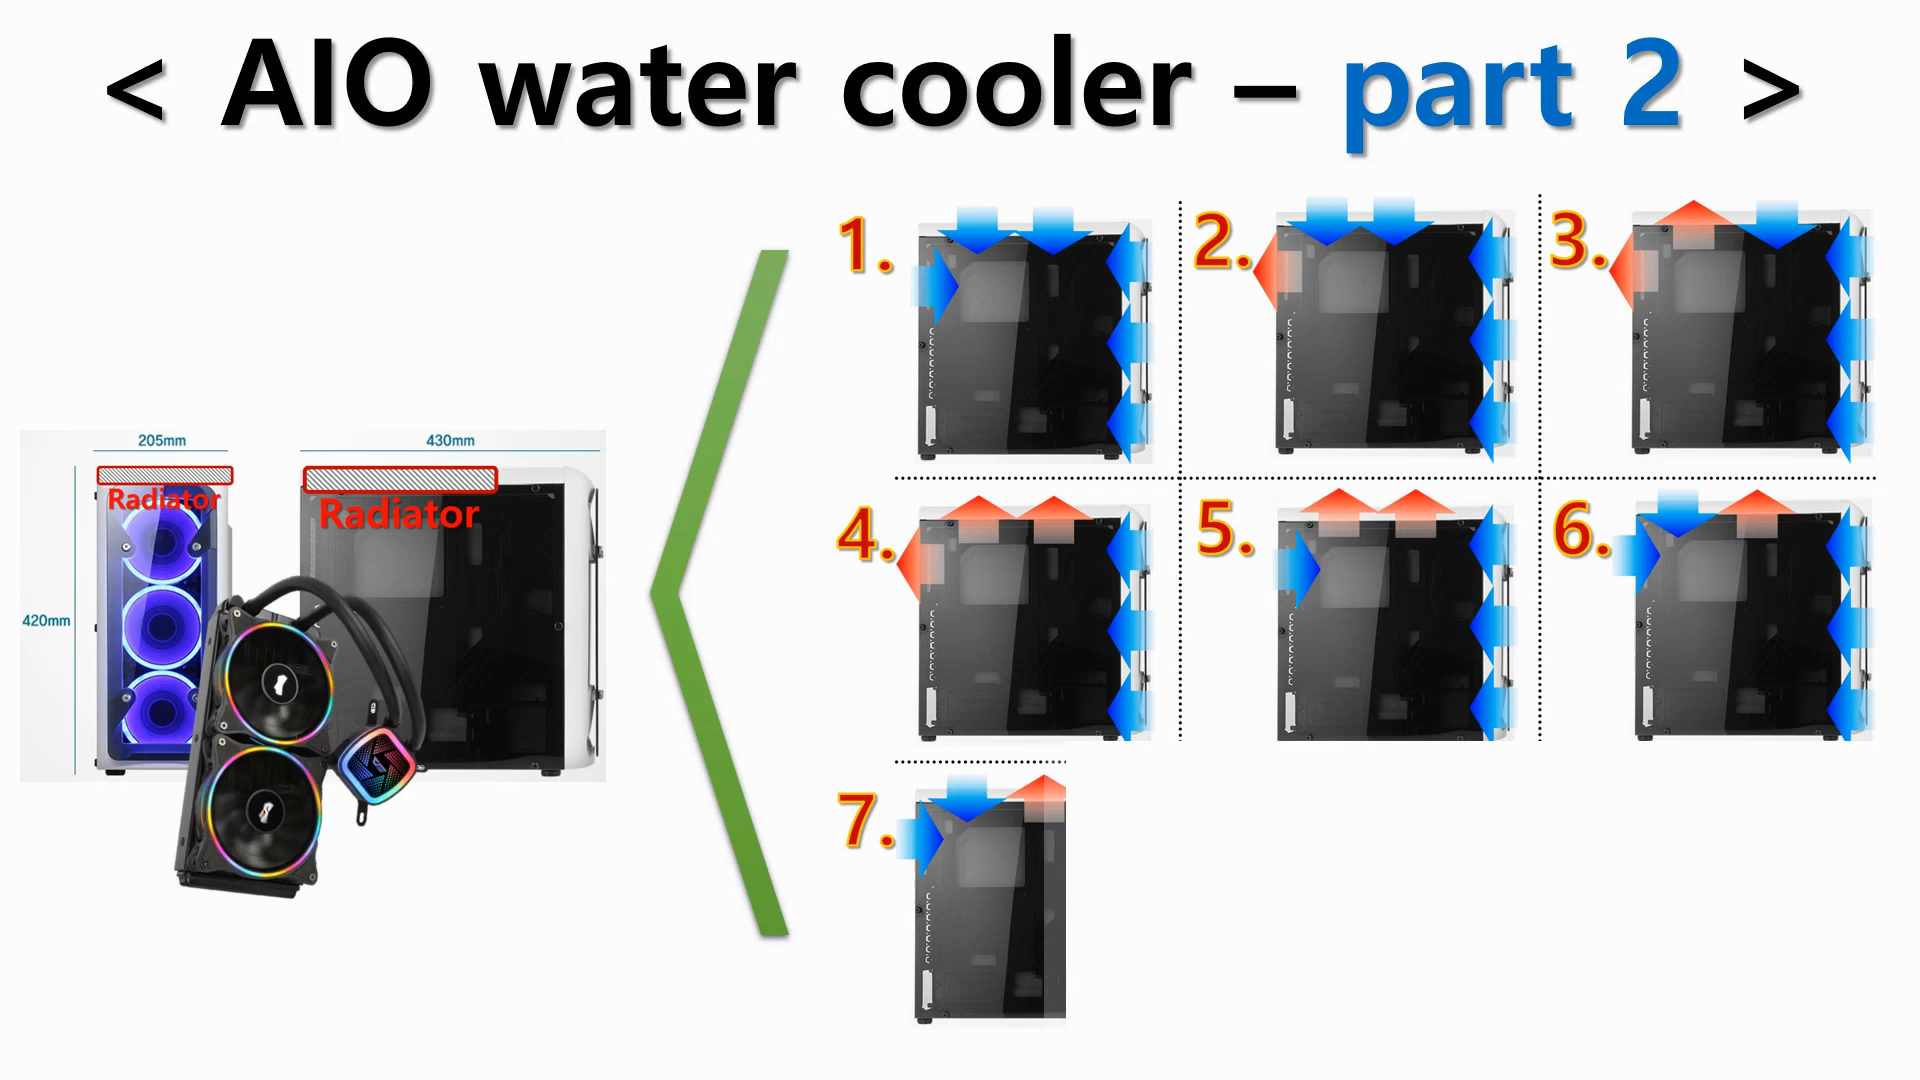 < AIO water cooler – part 2 >
1.
2.
3.
205mm
430mm
Radiator
Radiator
420mm
4.
5.
6.
7.